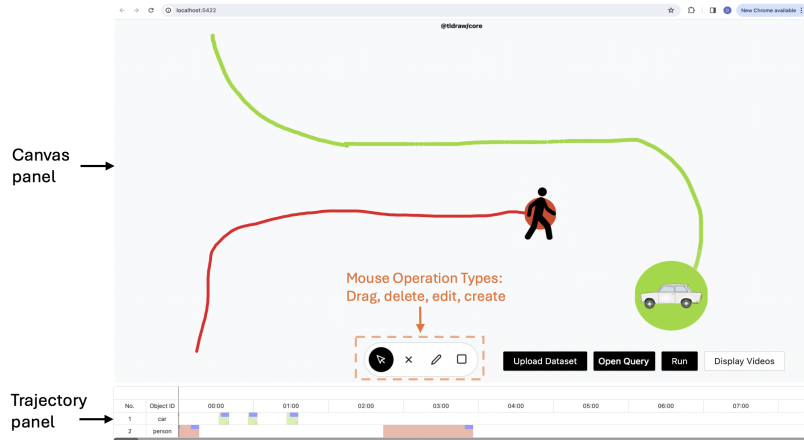 localhost:5422
New Chrome available
@tldraw/core
Canvas
panel
Mouse Operation Types:
Drag, delete, edit, create
Upload Dataset
Open Query
Run
Display Videos
Trajectory
panel
No. Object ID 00:00 01:00 02:00 03:00 04:00 05:00 06:00 07:00
1 car
2 person